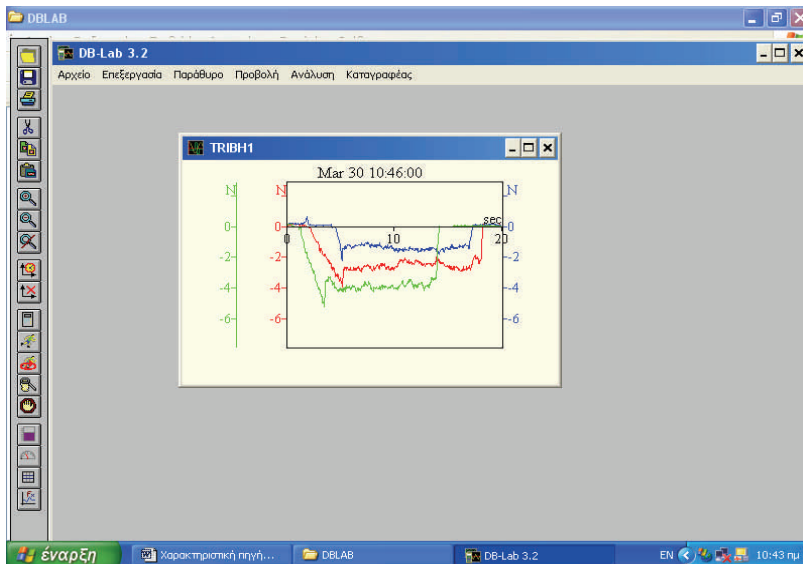 DBLAB
DB-Lab 3.2
Αρχείο Επεξεργασία Παράθυρο Προβολή Ανάλυση Καταγραφέας
TRIBH1
Mar 30 10:46:00
N N N
sec
0 0 0
0 10 20
-2 -2 -2
-4 -4 -4
-6 -6 -6
έναρξη Χαρακτηριστική πηγή... DBLAB DB-Lab 3.2 EN 10:43 πμ